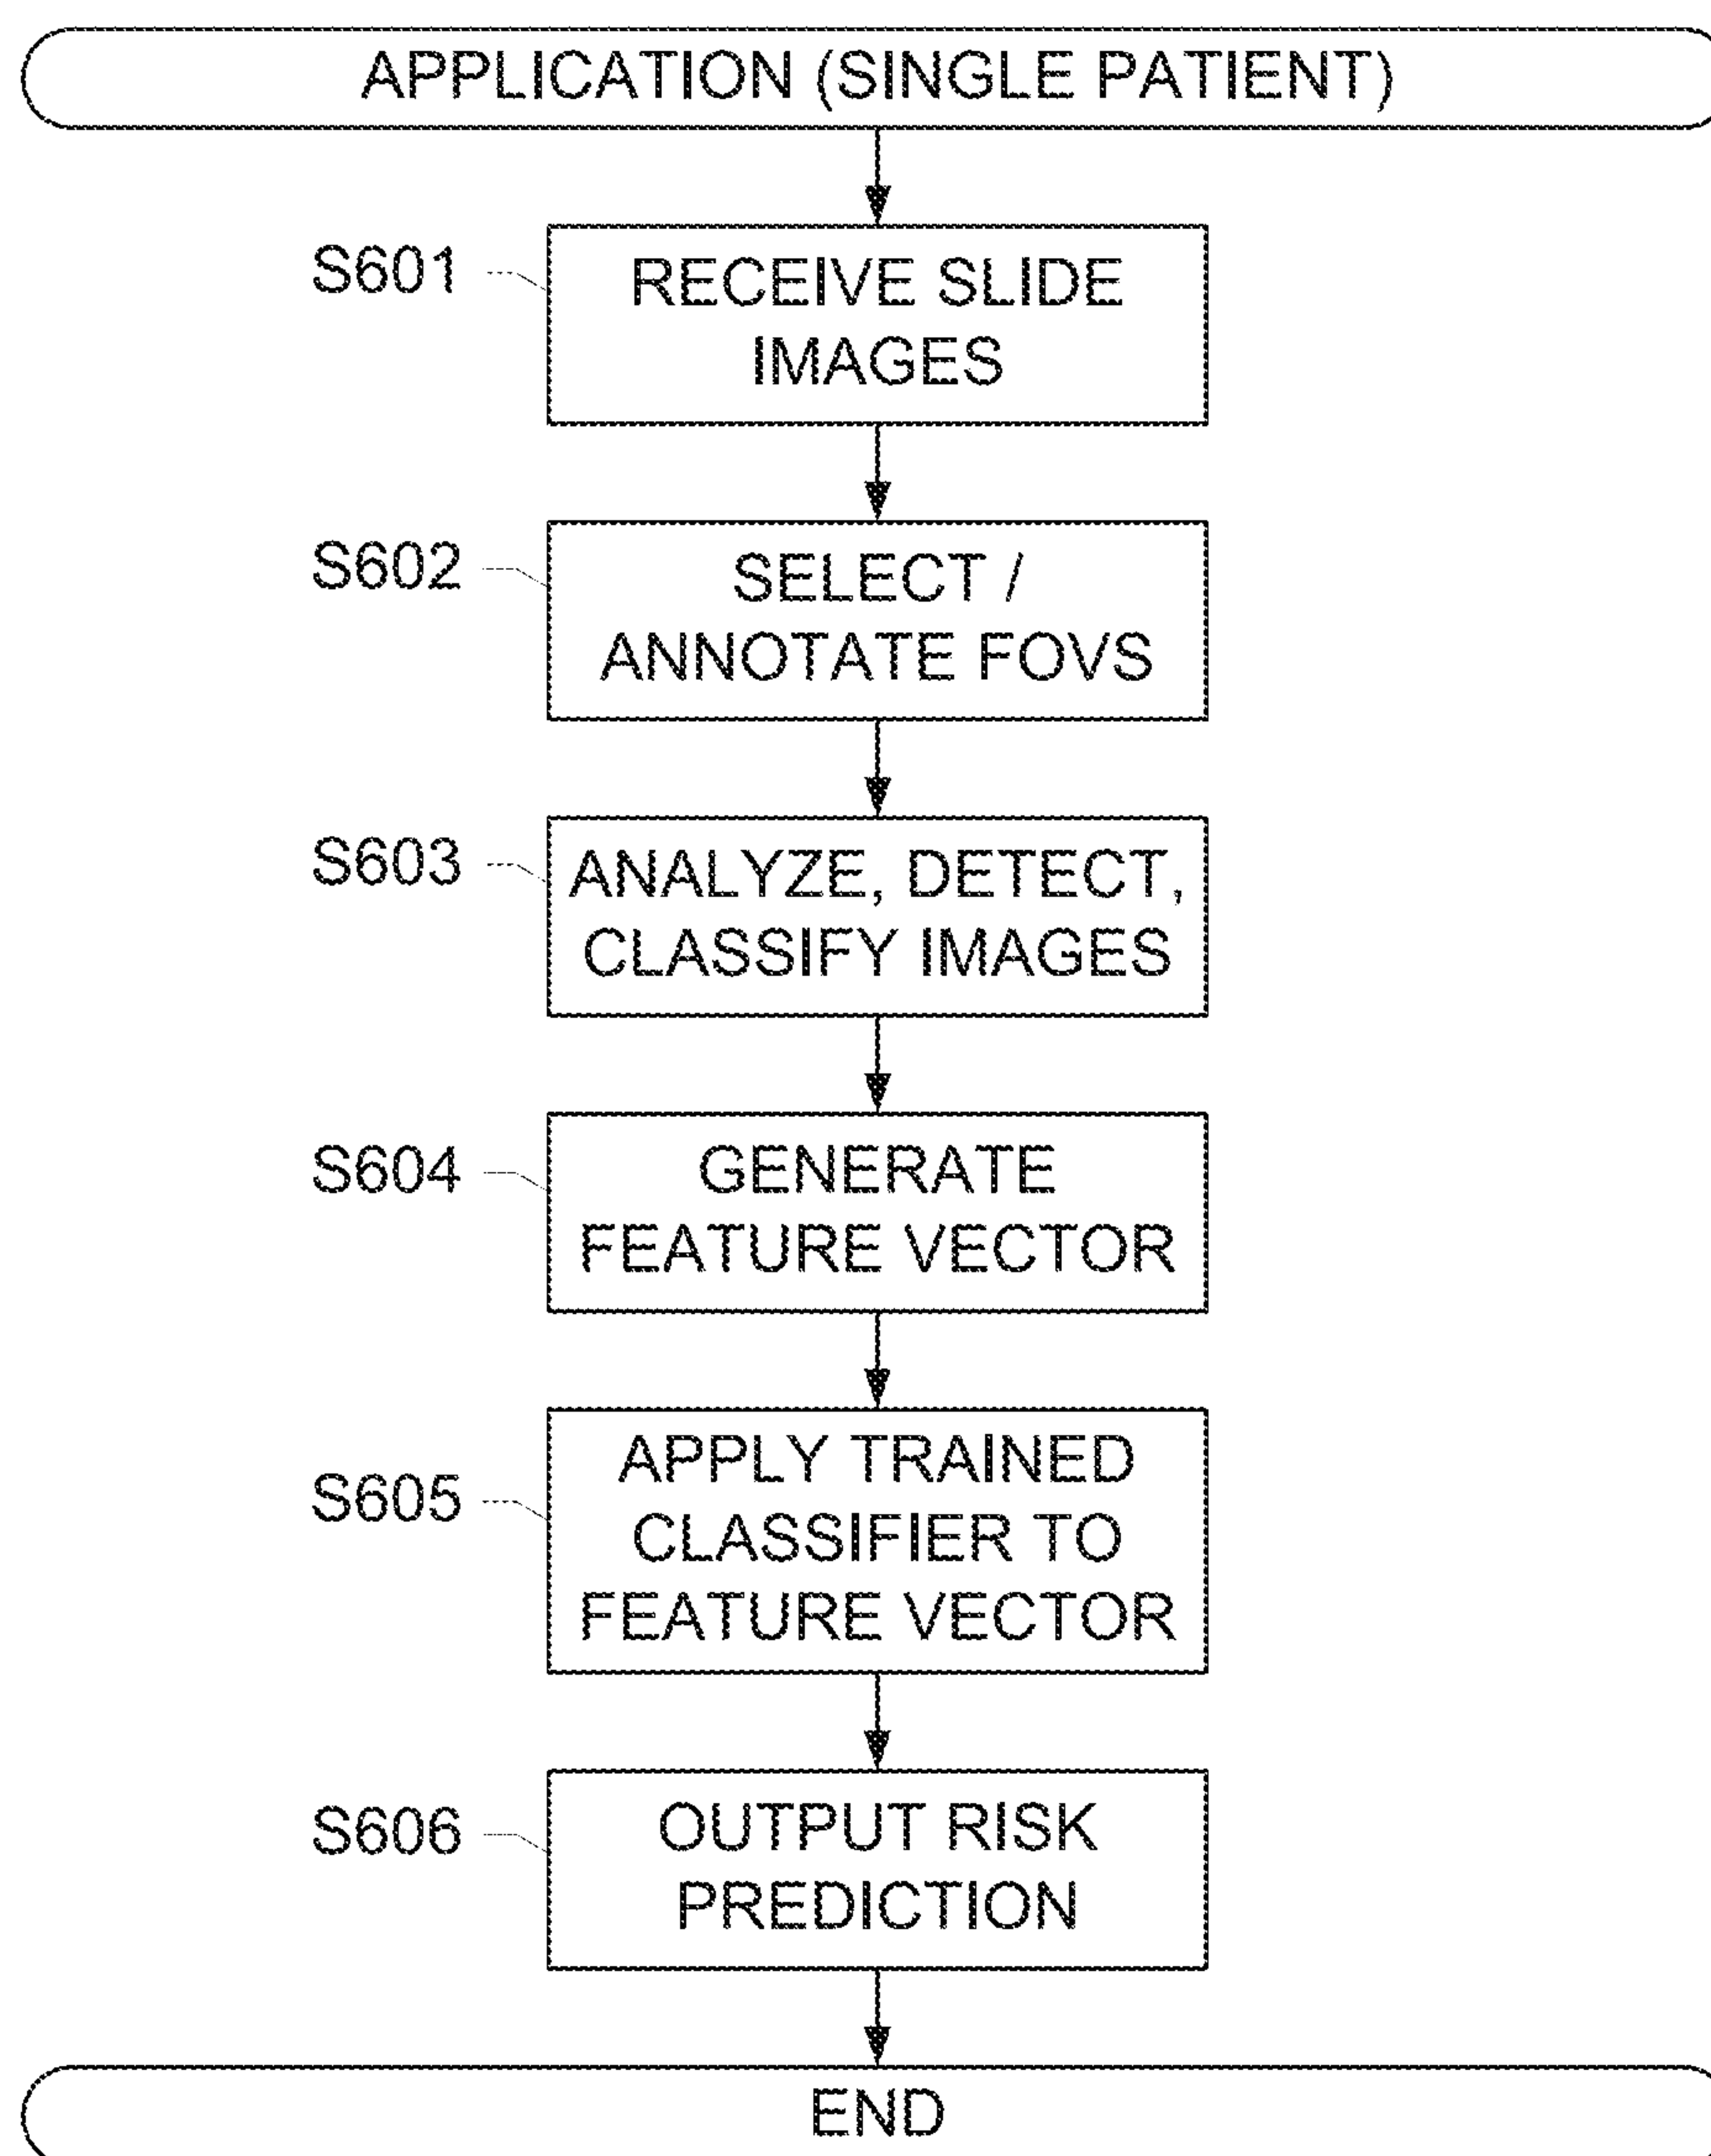 APPLICATION (SINGLE PATIENT)
S601
RECEIVE SLIDE
IMAGES
S602
SELECT /
ANNOTATE FOVS
S603
ANALYZE, DETECT,
CLASSIFY IMAGES
S604
GENERATE
FEATURE VECTOR
S605
APPLY TRAINED
CLASSIFIER TO
FEATURE VECTOR
S606
OUTPUT RISK
PREDICTION
END